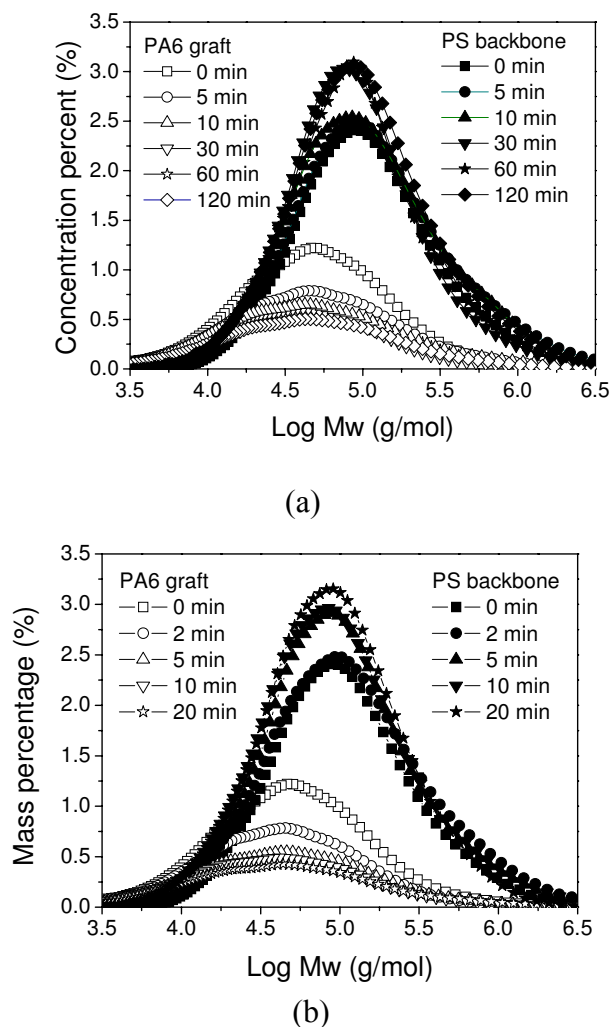 (a)
Concentration percent (%)
3.5
3.0
2.5
2.0
1.5
1.0
0.5
0.0
PA6 graft
0 min
5 min
10 min
30 min
60 min
120 min
PS backbone
0 min
5 min
10 min
30 min
60 min
120 min
3.5 4.0 4.5 5.0 5.5 6.0 6.5
Log Mw (g/mol)
(a)
Mass percentage (%)
3.5
3.0
2.5
2.0
1.5
1.0
0.5
0.0
PA6 graft
0 min
2 min
5 min
10 min
20 min
PS backbone
0 min
2 min
5 min
10 min
20 min
3.5 4.0 4.5 5.0 5.5 6.0 6.5
Log Mw (g/mol)
(b)